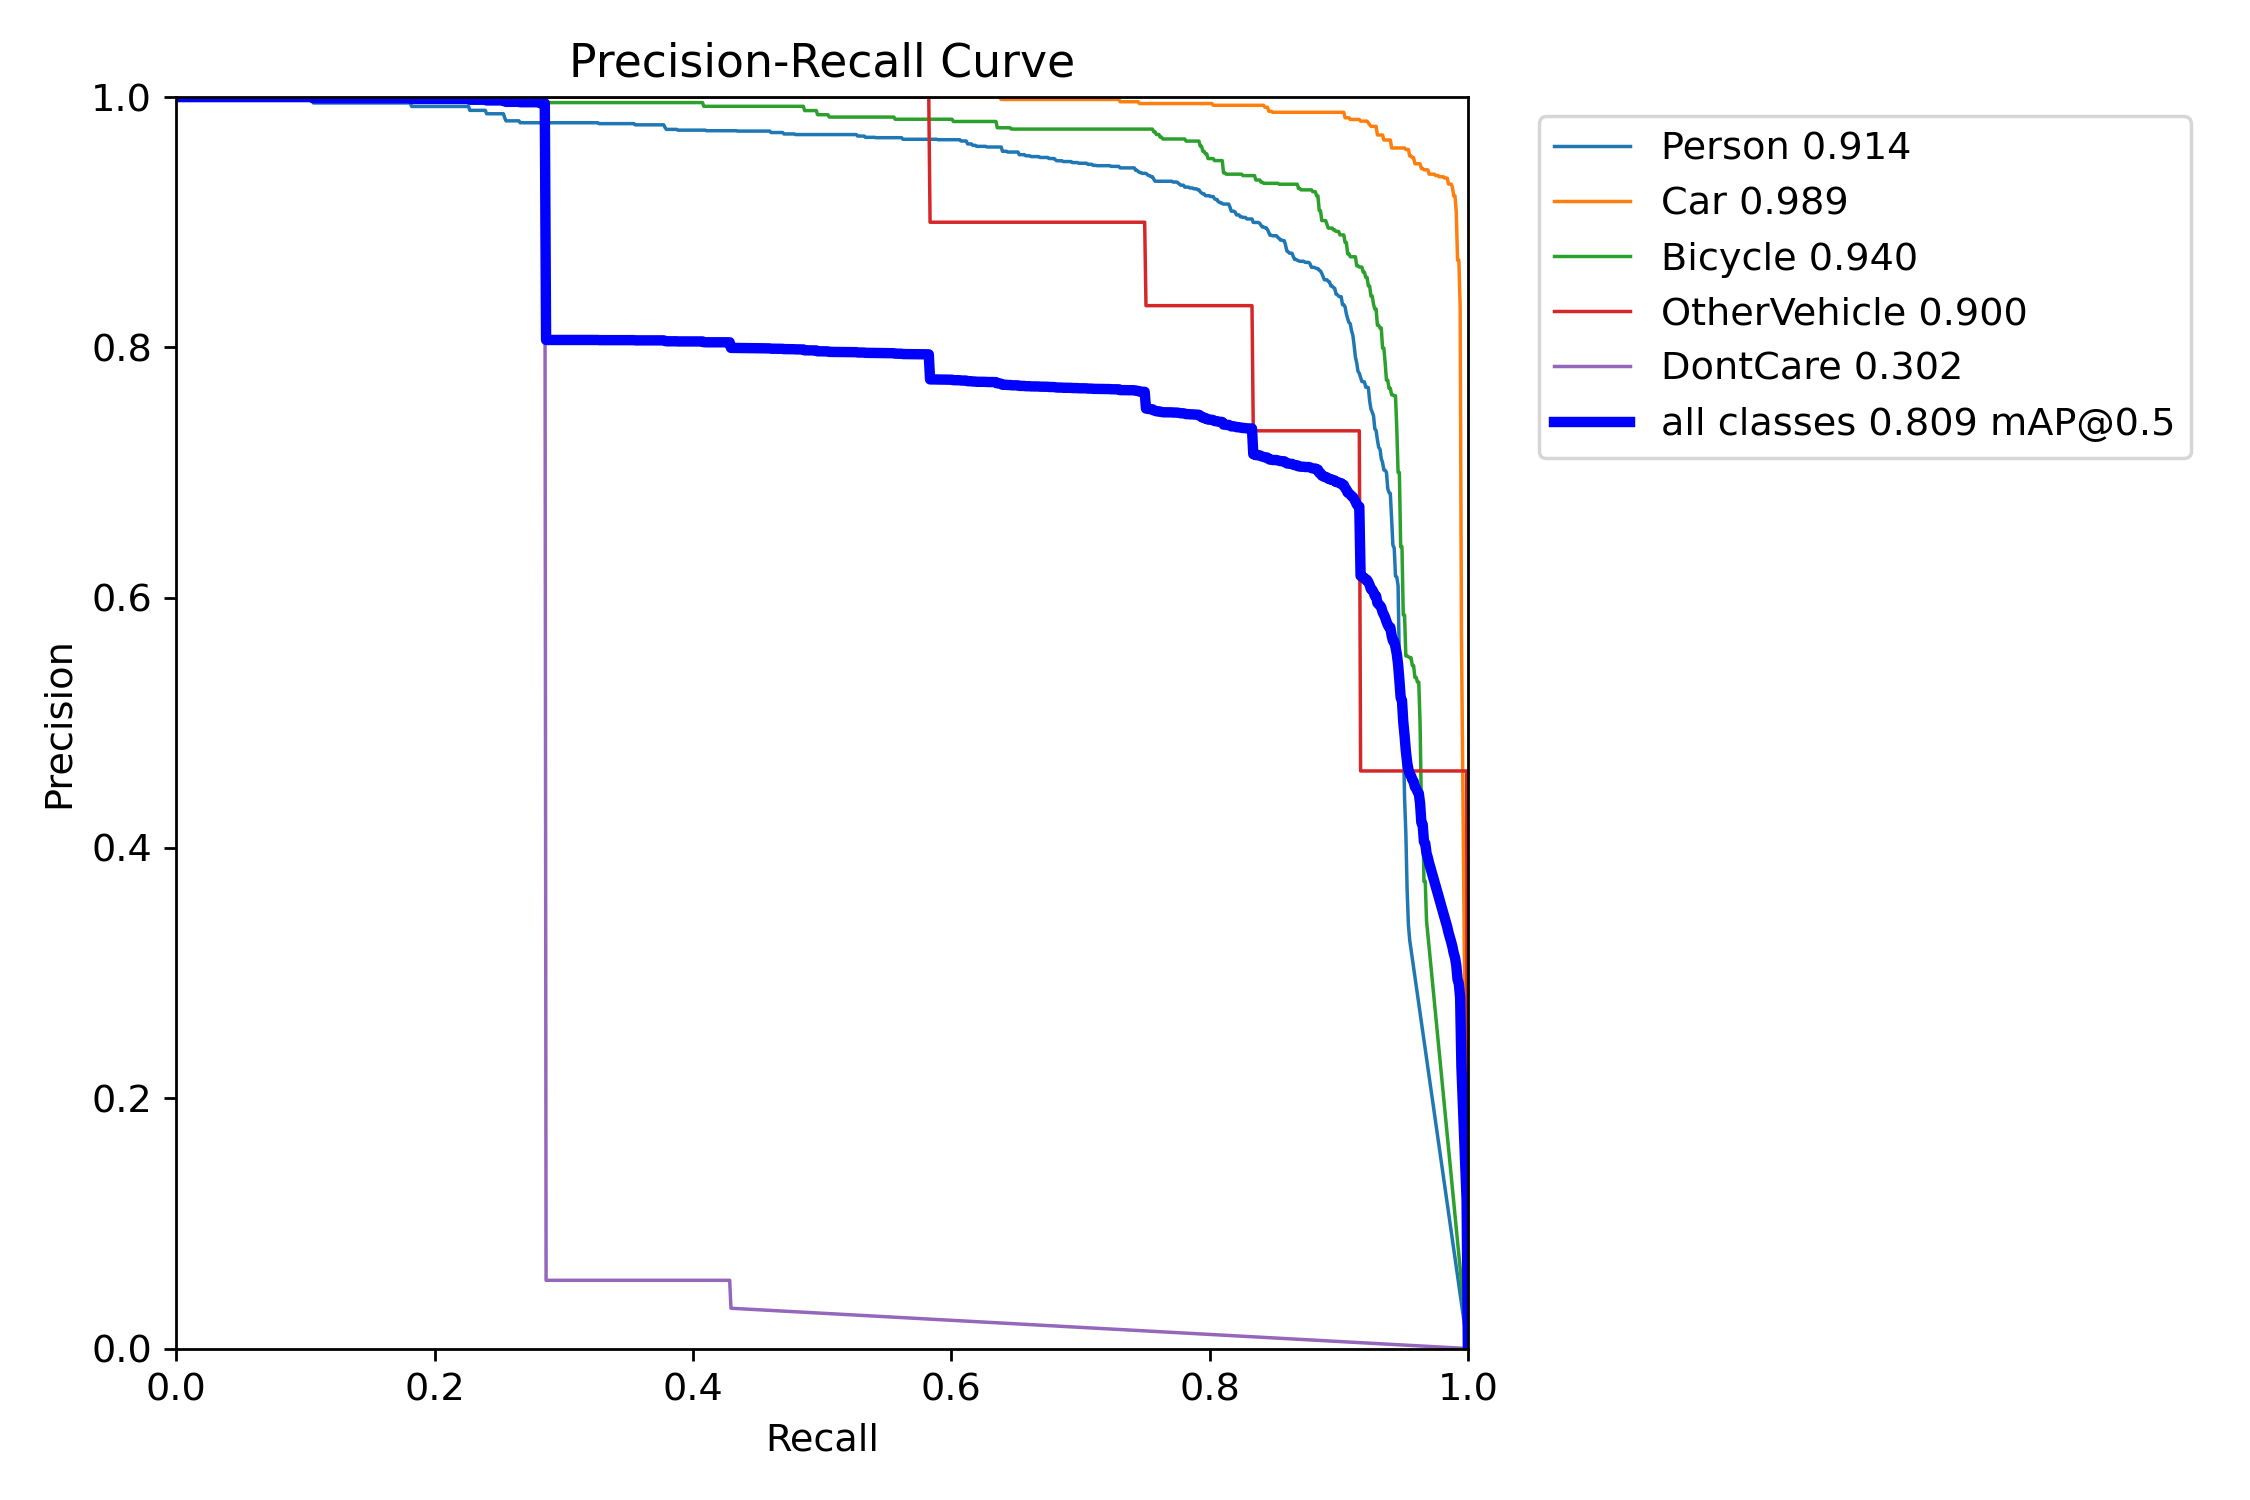 Precision-Recall Curve
1.0
0.8
0.6
0.4
0.2
0.0
Precision
0.0 0.2 0.4 0.6 0.8 1.0
Recall
Person 0.914
Car 0.989
Bicycle 0.940
OtherVehicle 0.900
DontCare 0.302
all classes 0.809 mAP@0.5